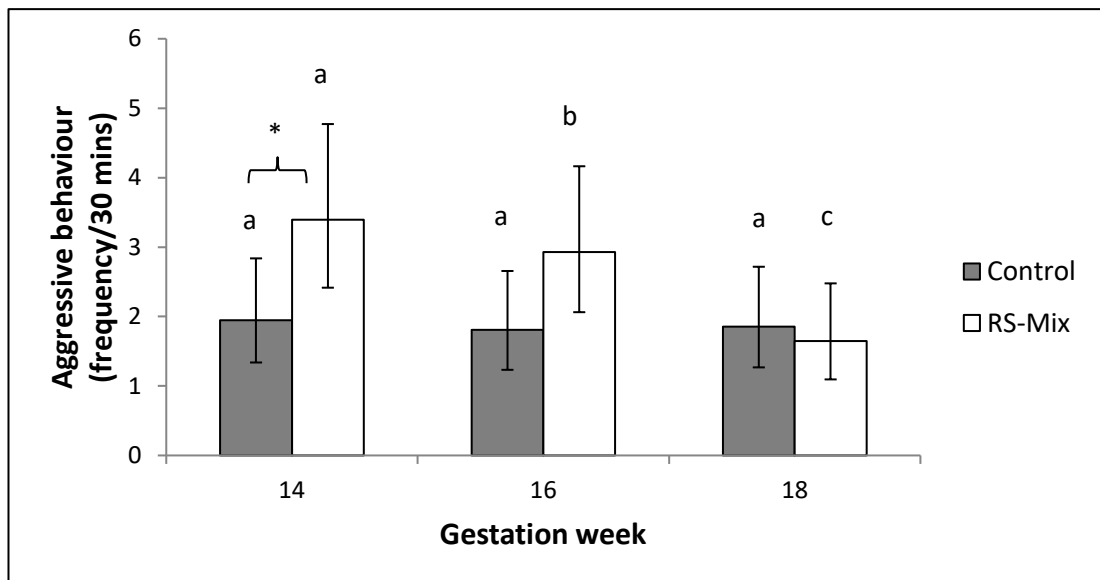 6
5
4
3
2
1
0
Aggressive behaviour
(frequency/30 mins)
a
*
a
b
a
a
c
14
16
18
Gestation week
Control
RS-Mix